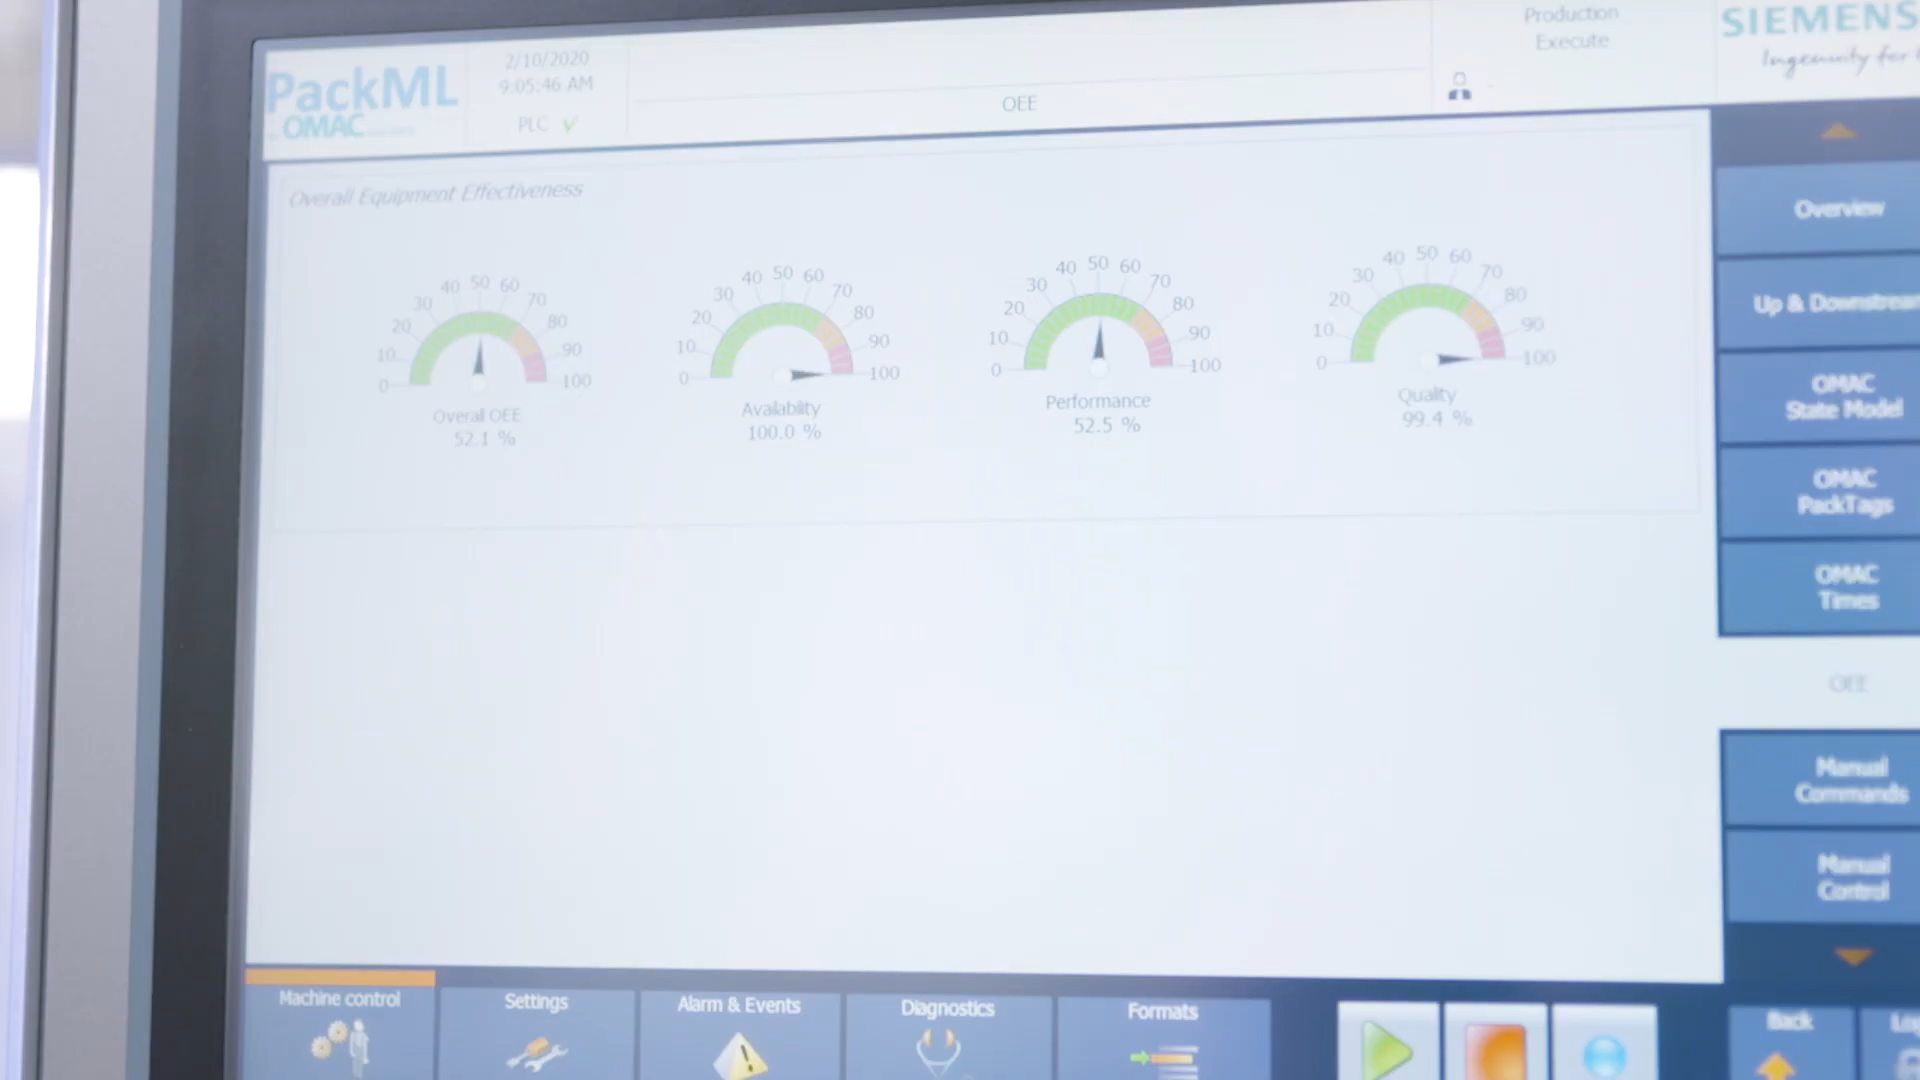 PackML
OMAC
2/10/2020
9:05:46 AM
PLC
OEE
Production
Execute
SIEMENS
Ingenuity for
Overall Equipment Effectiveness
0 10 20 30 40 50 60 70 80 90 100
Overall OEE
52.1 %
0 10 20 30 40 50 60 70 80 90 100
Availability
100.0 %
0 10 20 30 40 50 60 70 80 90 100
Performance
52.5 %
0 10 20 30 40 50 60 70 80 90 100
Quality
99.4 %
Overview
Up & Downstream
OMAC
State Model
OMAC
PackTags
OMAC
Times
OEE
Manual
Commands
Manual
Control
Machine control
Settings
Alarm & Events
Diagnostics
Formats
Back